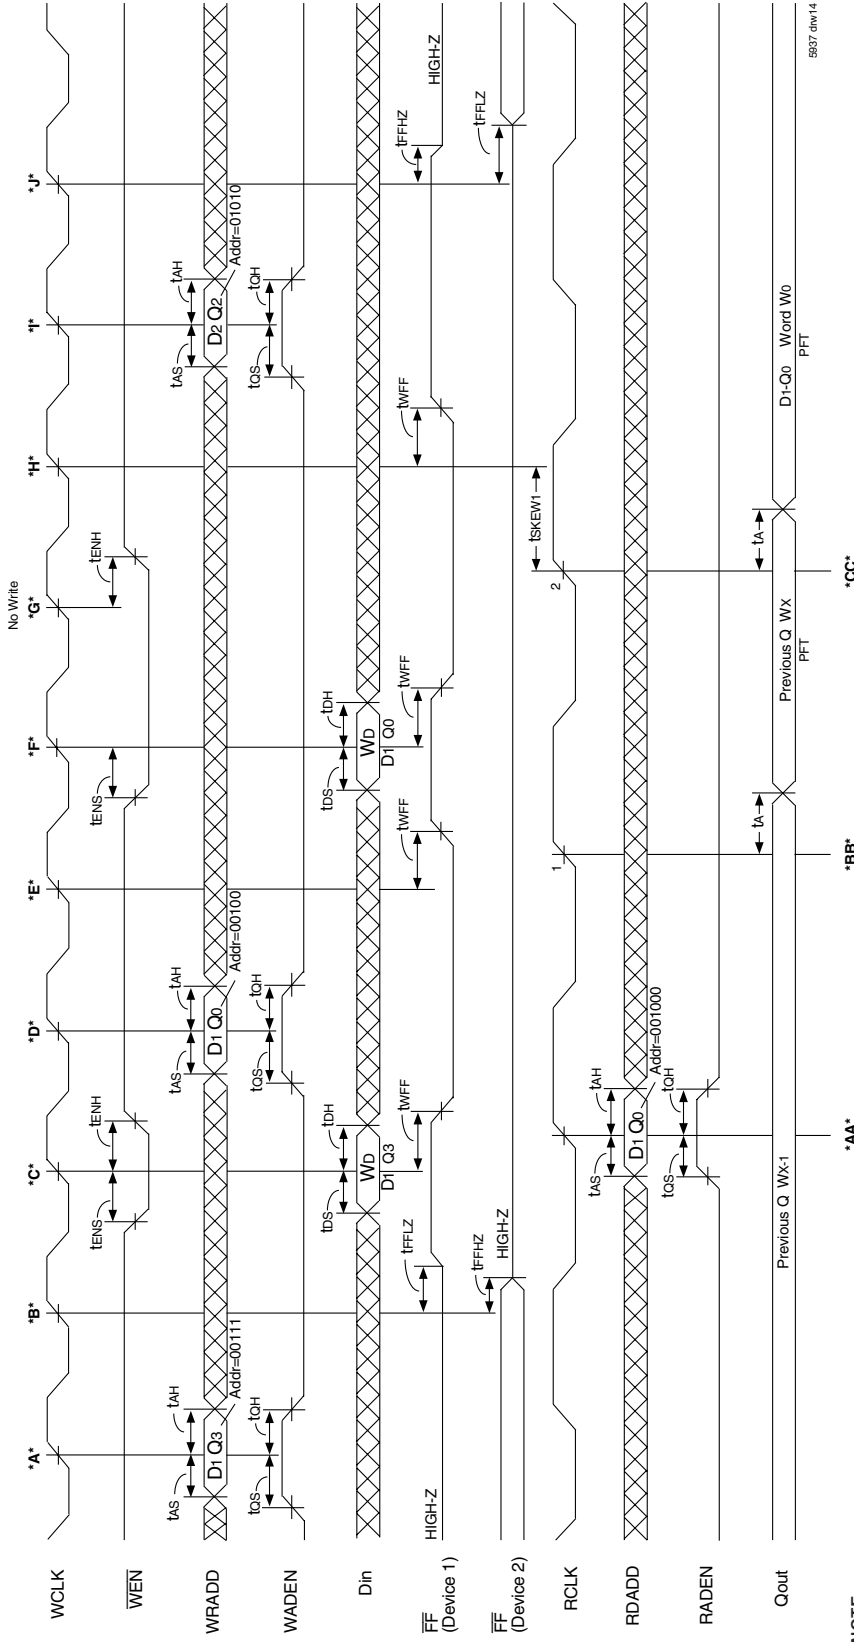 No Write
*A*
*B*
*C*
*D*
*E*
*F*
*G*
*H*
*I*
*J*
WCLK
WEN
tENS
tENH
tENS
tENH
WRADD
tAS
tAH
D1 Q3
Addr=00111
tAS
tAH
D1 Q0
Addr=00100
tAS
tAH
D2 Q2
Addr=01010
WADEN
tQS
tQH
tQS
tQH
tQS
tQH
Din
tDS
tDH
WD
D1 Q3
tDS
tDH
WD
D1 Q0
FF
(Device 1)
HIGH-Z
tFFLZ
tWFF
tWFF
tWFF
tWFF
tFFHZ
HIGH-Z
FF
(Device 2)
tFFHZ
HIGH-Z
tFFLZ
RCLK
1
2
tSKEW1
RDADD
tAS
tAH
D1 Q0
Addr=001000
RADEN
tQS
tQH
Qout
Previous Q WX-1
tA
Previous Q WX
PFT
tA
D1-Q0 Word W0
PFT
*AA*
*BB*
*CC*
5937 drw14
NOTE